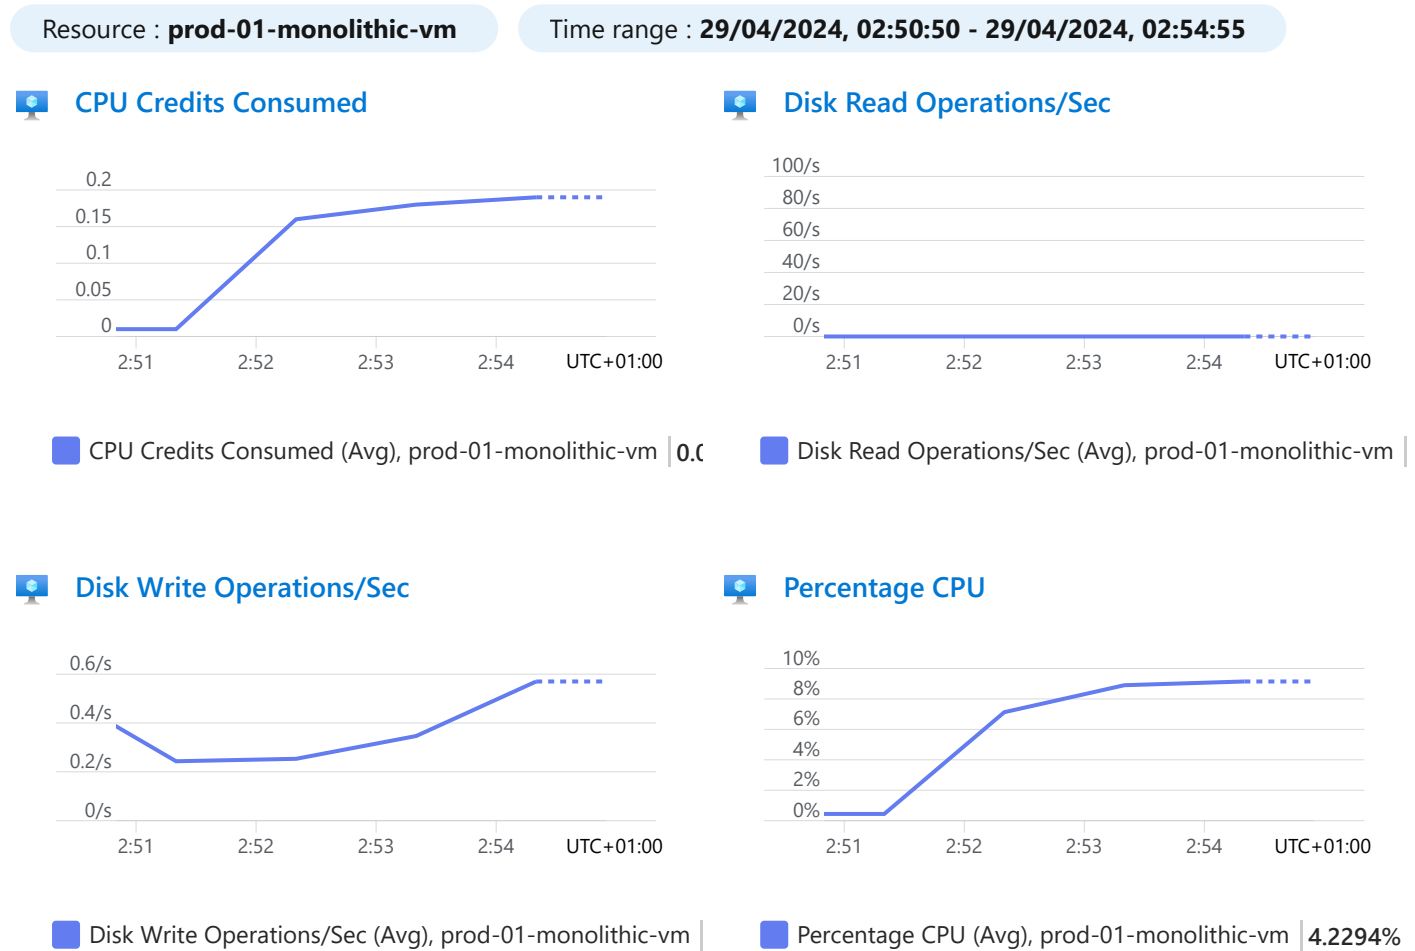 Resource : prod-01-monolithic-vm
Time range : 29/04/2024, 02:50:50 - 29/04/2024, 02:54:55
CPU Credits Consumed
0.2
0.15
0.1
0.05
0
2:51 2:52 2:53 2:54 UTC+01:00
CPU Credits Consumed (Avg), prod-01-monolithic-vm
Disk Read Operations/Sec
100/s
80/s
60/s
40/s
20/s
0/s
2:51 2:52 2:53 2:54 UTC+01:00
Disk Read Operations/Sec (Avg), prod-01-monolithic-vm
Disk Write Operations/Sec
0.6/s
0.4/s
0.2/s
0/s
2:51 2:52 2:53 2:54 UTC+01:00
Disk Write Operations/Sec (Avg), prod-01-monolithic-vm
Percentage CPU
10%
8%
6%
4%
2%
0%
2:51 2:52 2:53 2:54 UTC+01:00
Percentage CPU (Avg), prod-01-monolithic-vm 4.2294%